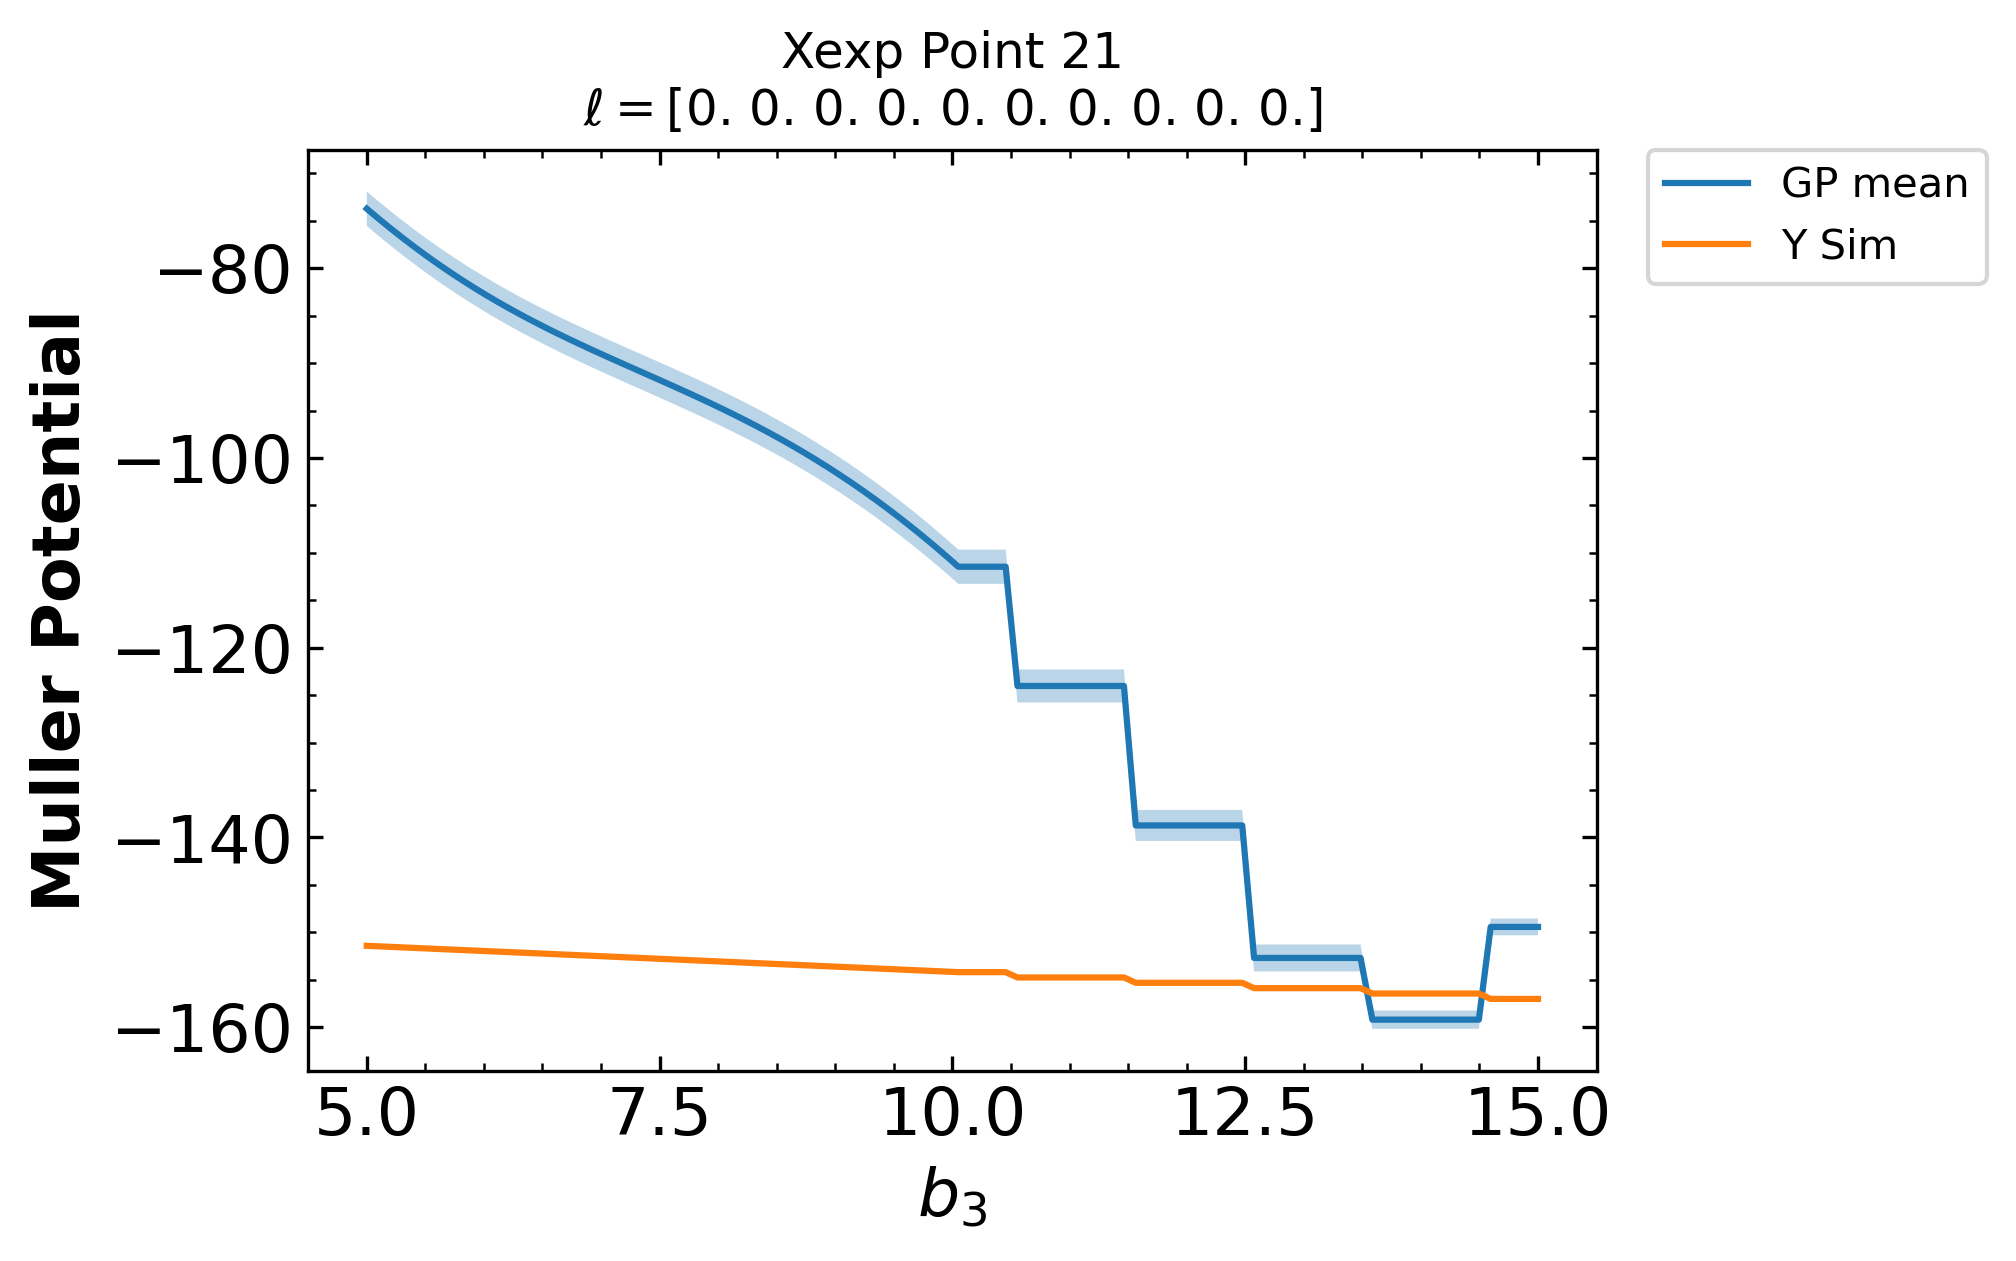 Xexp Point 21
ℓ = [0. 0. 0. 0. 0. 0. 0. 0. 0. 0.]
GP mean
Y Sim
Muller Potential
−80
−100
−120
−140
−160
5.0 7.5 10.0 12.5 15.0
b₃